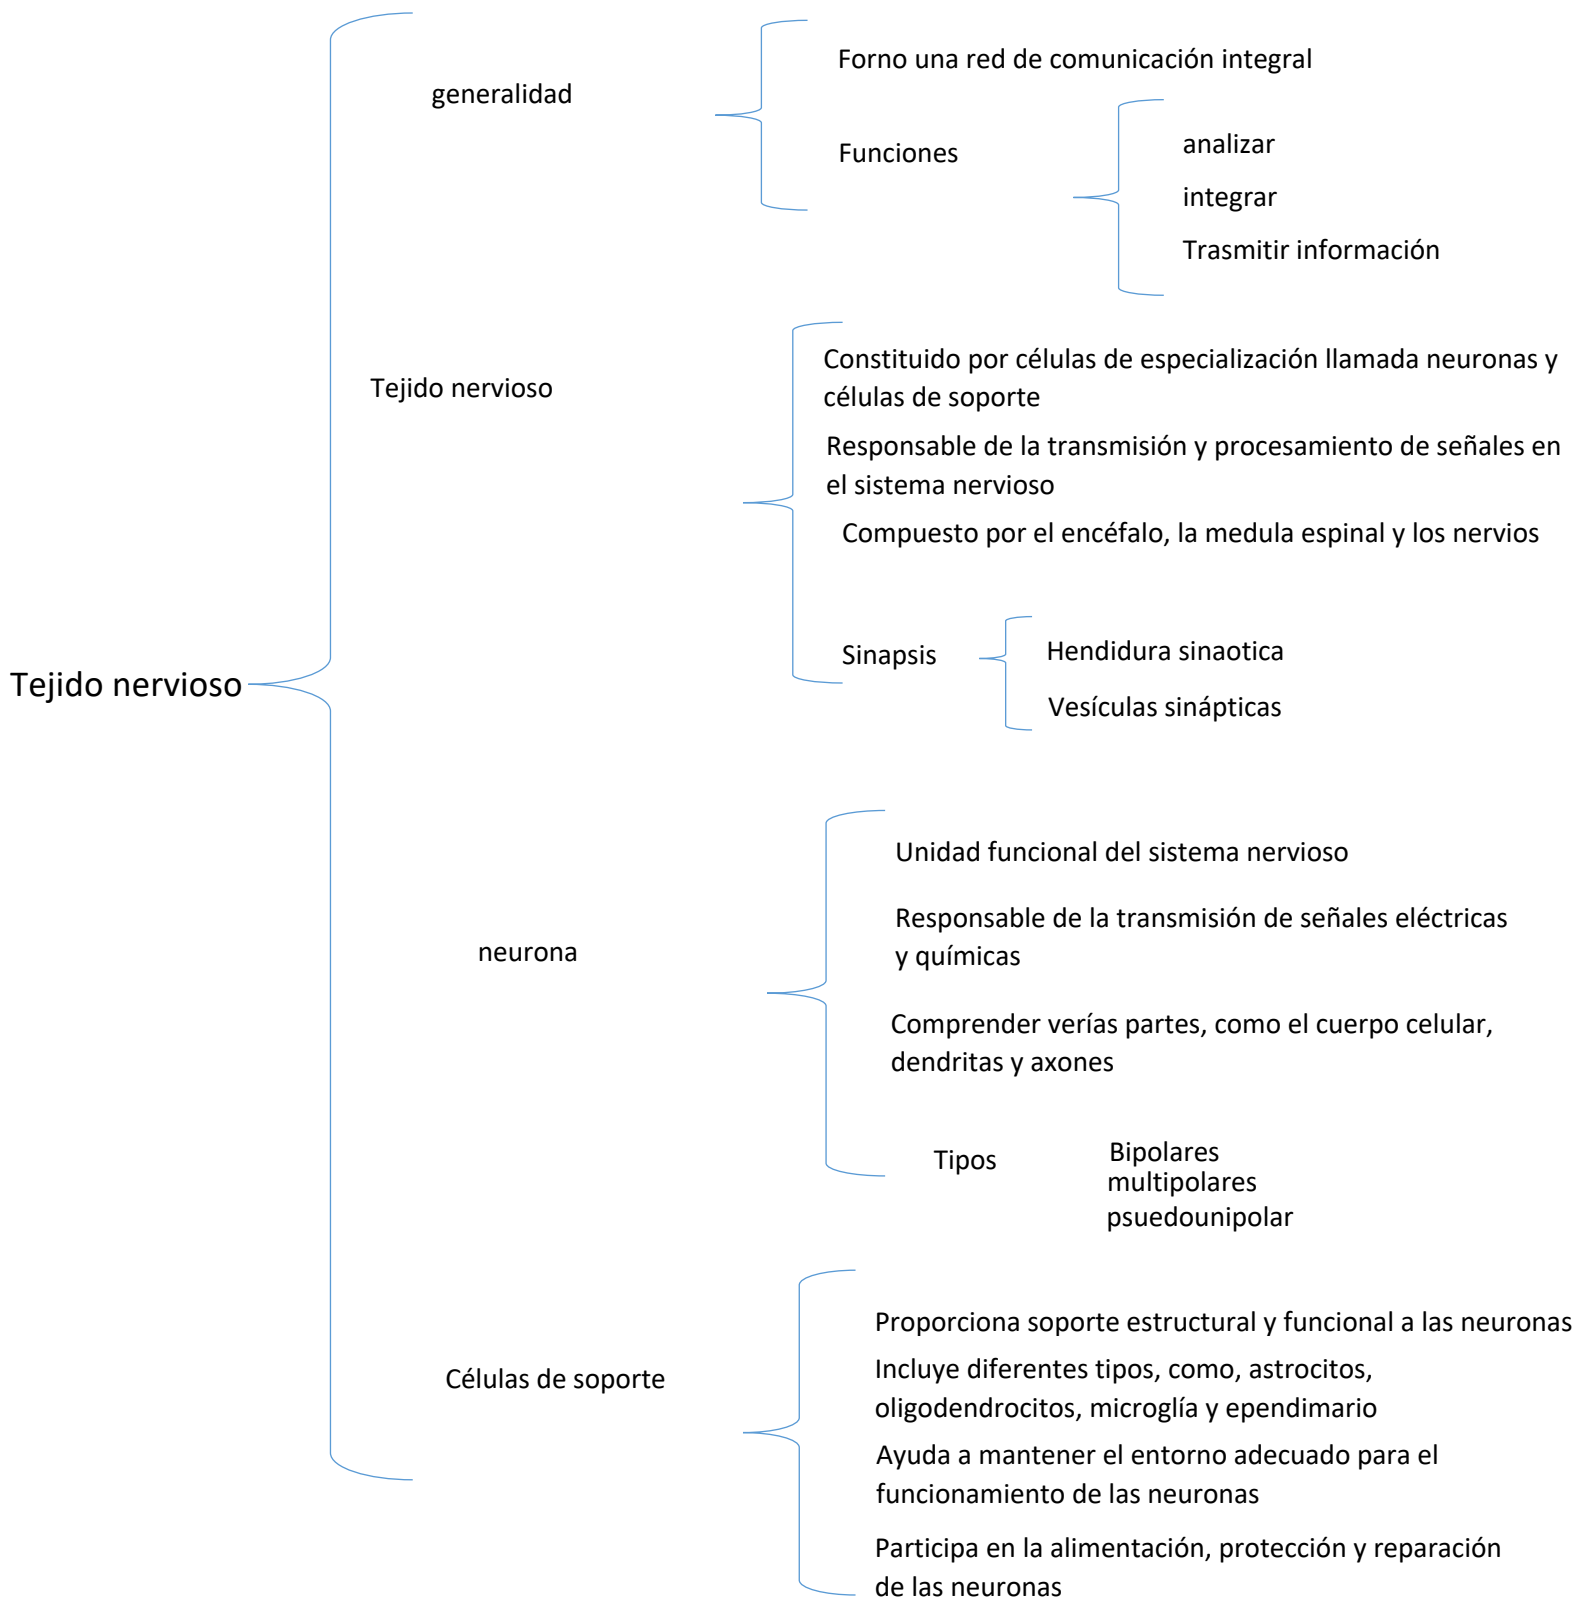 Tejido nervioso
generalidad
Forno una red de comunicación integral
Funciones
analizar
integrar
Trasmitir información
Tejido nervioso
Constituido por células de especialización llamada neuronas y
células de soporte
Responsable de la transmisión y procesamiento de señales en
el sistema nervioso
Compuesto por el encéfalo, la medula espinal y los nervios
Sinapsis
Hendidura sinaotica
Vesículas sinápticas
neurona
Unidad funcional del sistema nervioso
Responsable de la transmisión de señales eléctricas
y químicas
Comprender verías partes, como el cuerpo celular,
dendritas y axones
Tipos
Bipolares
multipolares
psuedounipolar
Células de soporte
Proporciona soporte estructural y funcional a las neuronas
Incluye diferentes tipos, como, astrocitos,
oligodendrocitos, microglía y ependimario
Ayuda a mantener el entorno adecuado para el
funcionamiento de las neuronas
Participa en la alimentación, protección y reparación
de las neuronas